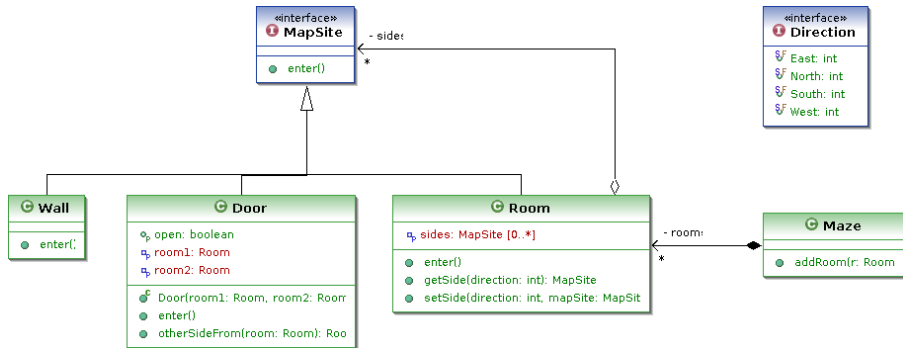 «interface»
MapSite
enter()
- sides
*
«interface»
Direction
East: int
North: int
South: int
West: int
Wall
enter()
Door
open: boolean
room1: Room
room2: Room
Door(room1: Room, room2: Room
enter()
otherSideFrom(room: Room): Roo
Room
sides: MapSite [0..*]
enter()
getSide(direction: int): MapSite
setSide(direction: int, mapSite: MapSit
- room
*
Maze
addRoom(r: Room